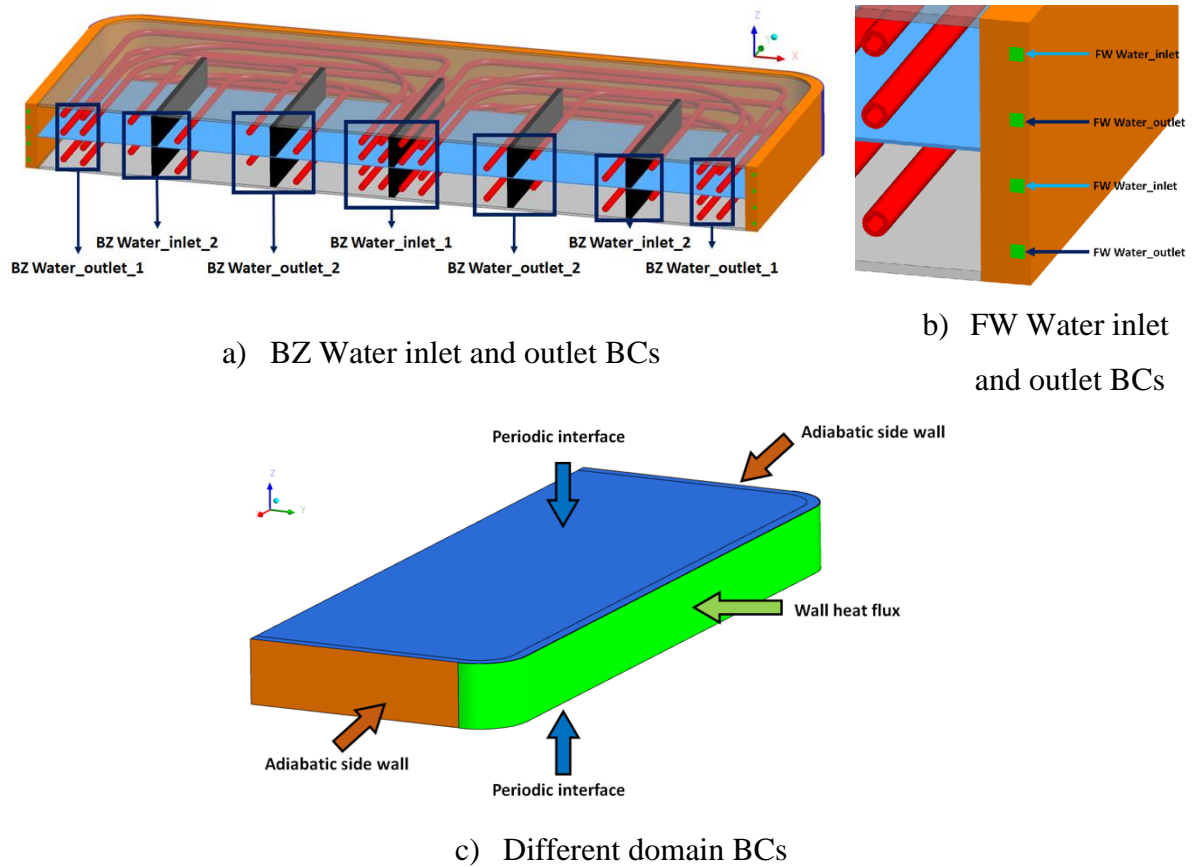 Z
Y
X
BZ Water_inlet_2
BZ Water_inlet_1
BZ Water_inlet_2
BZ Water_outlet_1
BZ Water_outlet_2
BZ Water_outlet_2
BZ Water_outlet_1
a) BZ Water inlet and outlet BCs
FW Water_inlet
FW Water_outlet
FW Water_inlet
FW Water_outlet
b) FW Water inlet
and outlet BCs
Periodic interface
Adiabatic side wall
Z
X
Y
Wall heat flux
Adiabatic side wall
Periodic interface
c) Different domain BCs